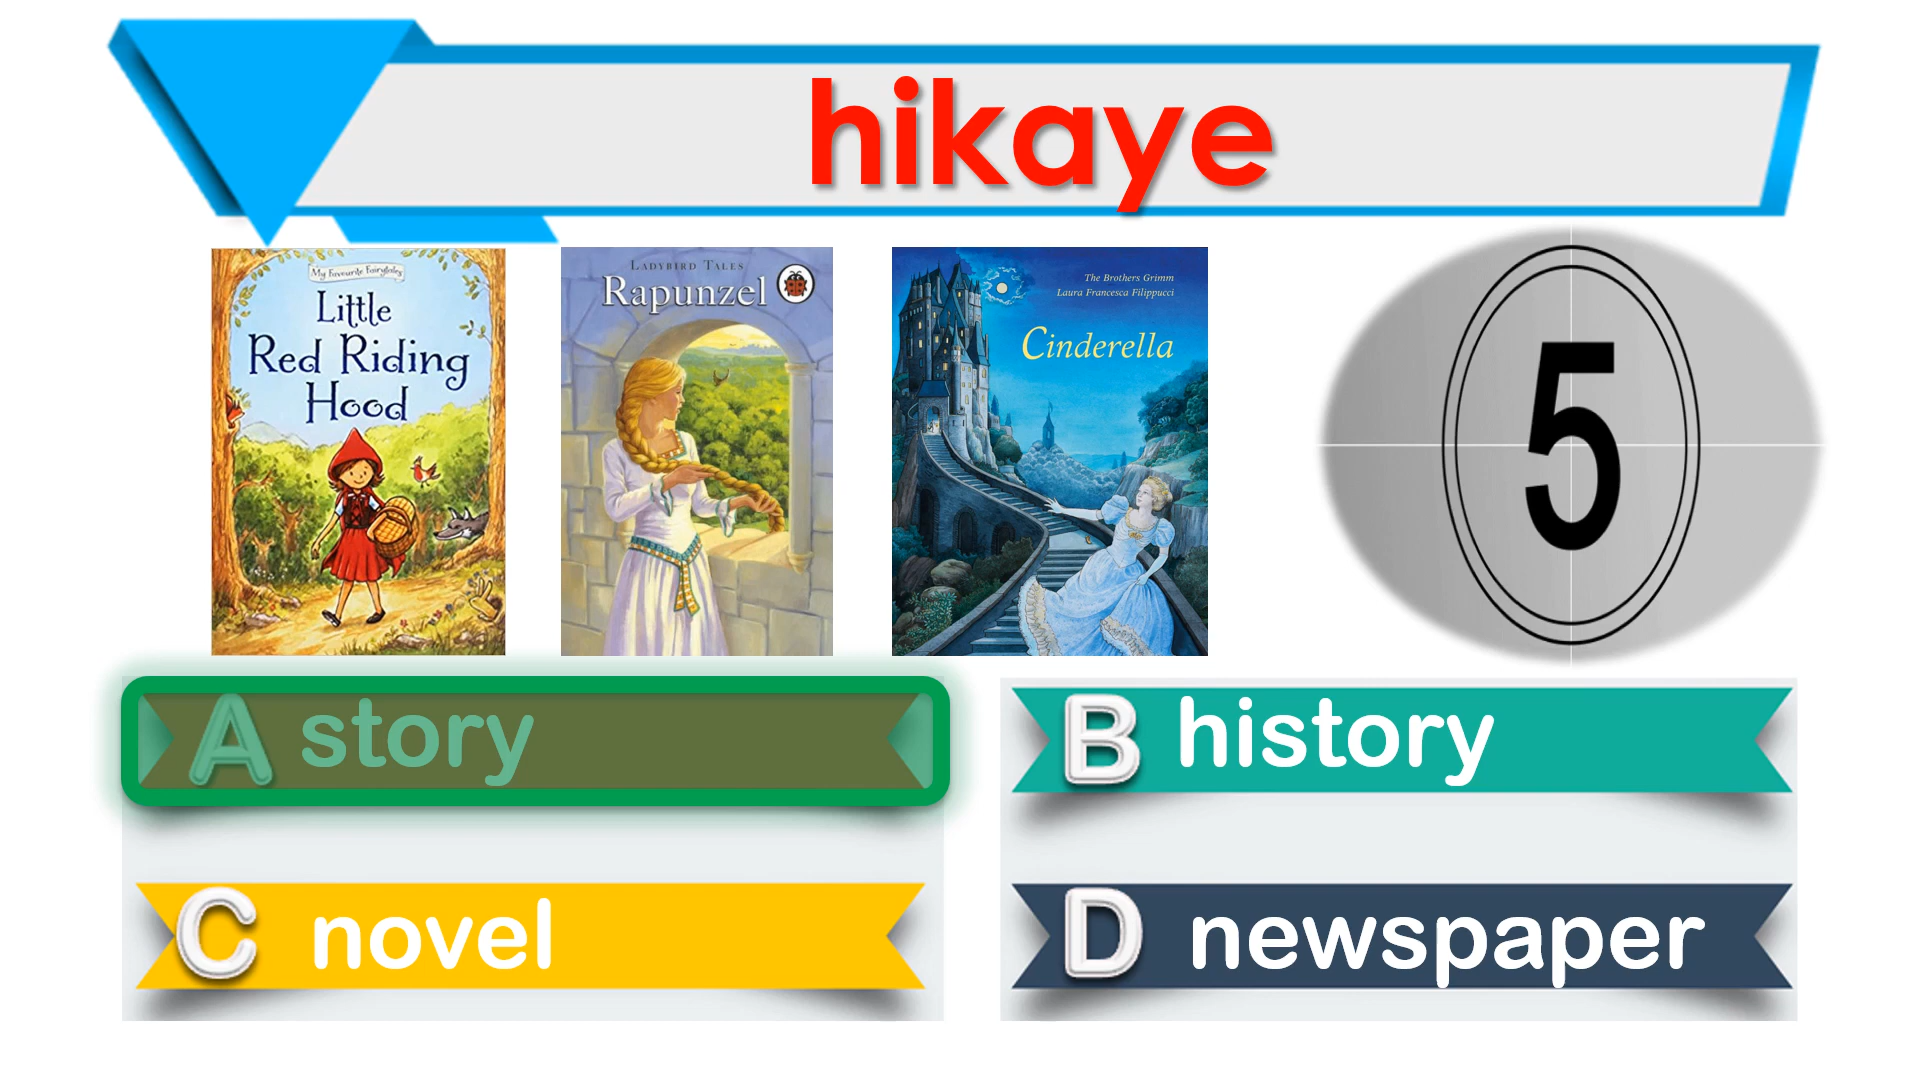 hikaye
My Favourite Fairytales
Little
Red Riding
Hood
LADYBIRD TALES
Rapunzel
The Brothers Grimm
Laura Francesca Filippucci
Cinderella
5
A story
B history
C novel
D newspaper